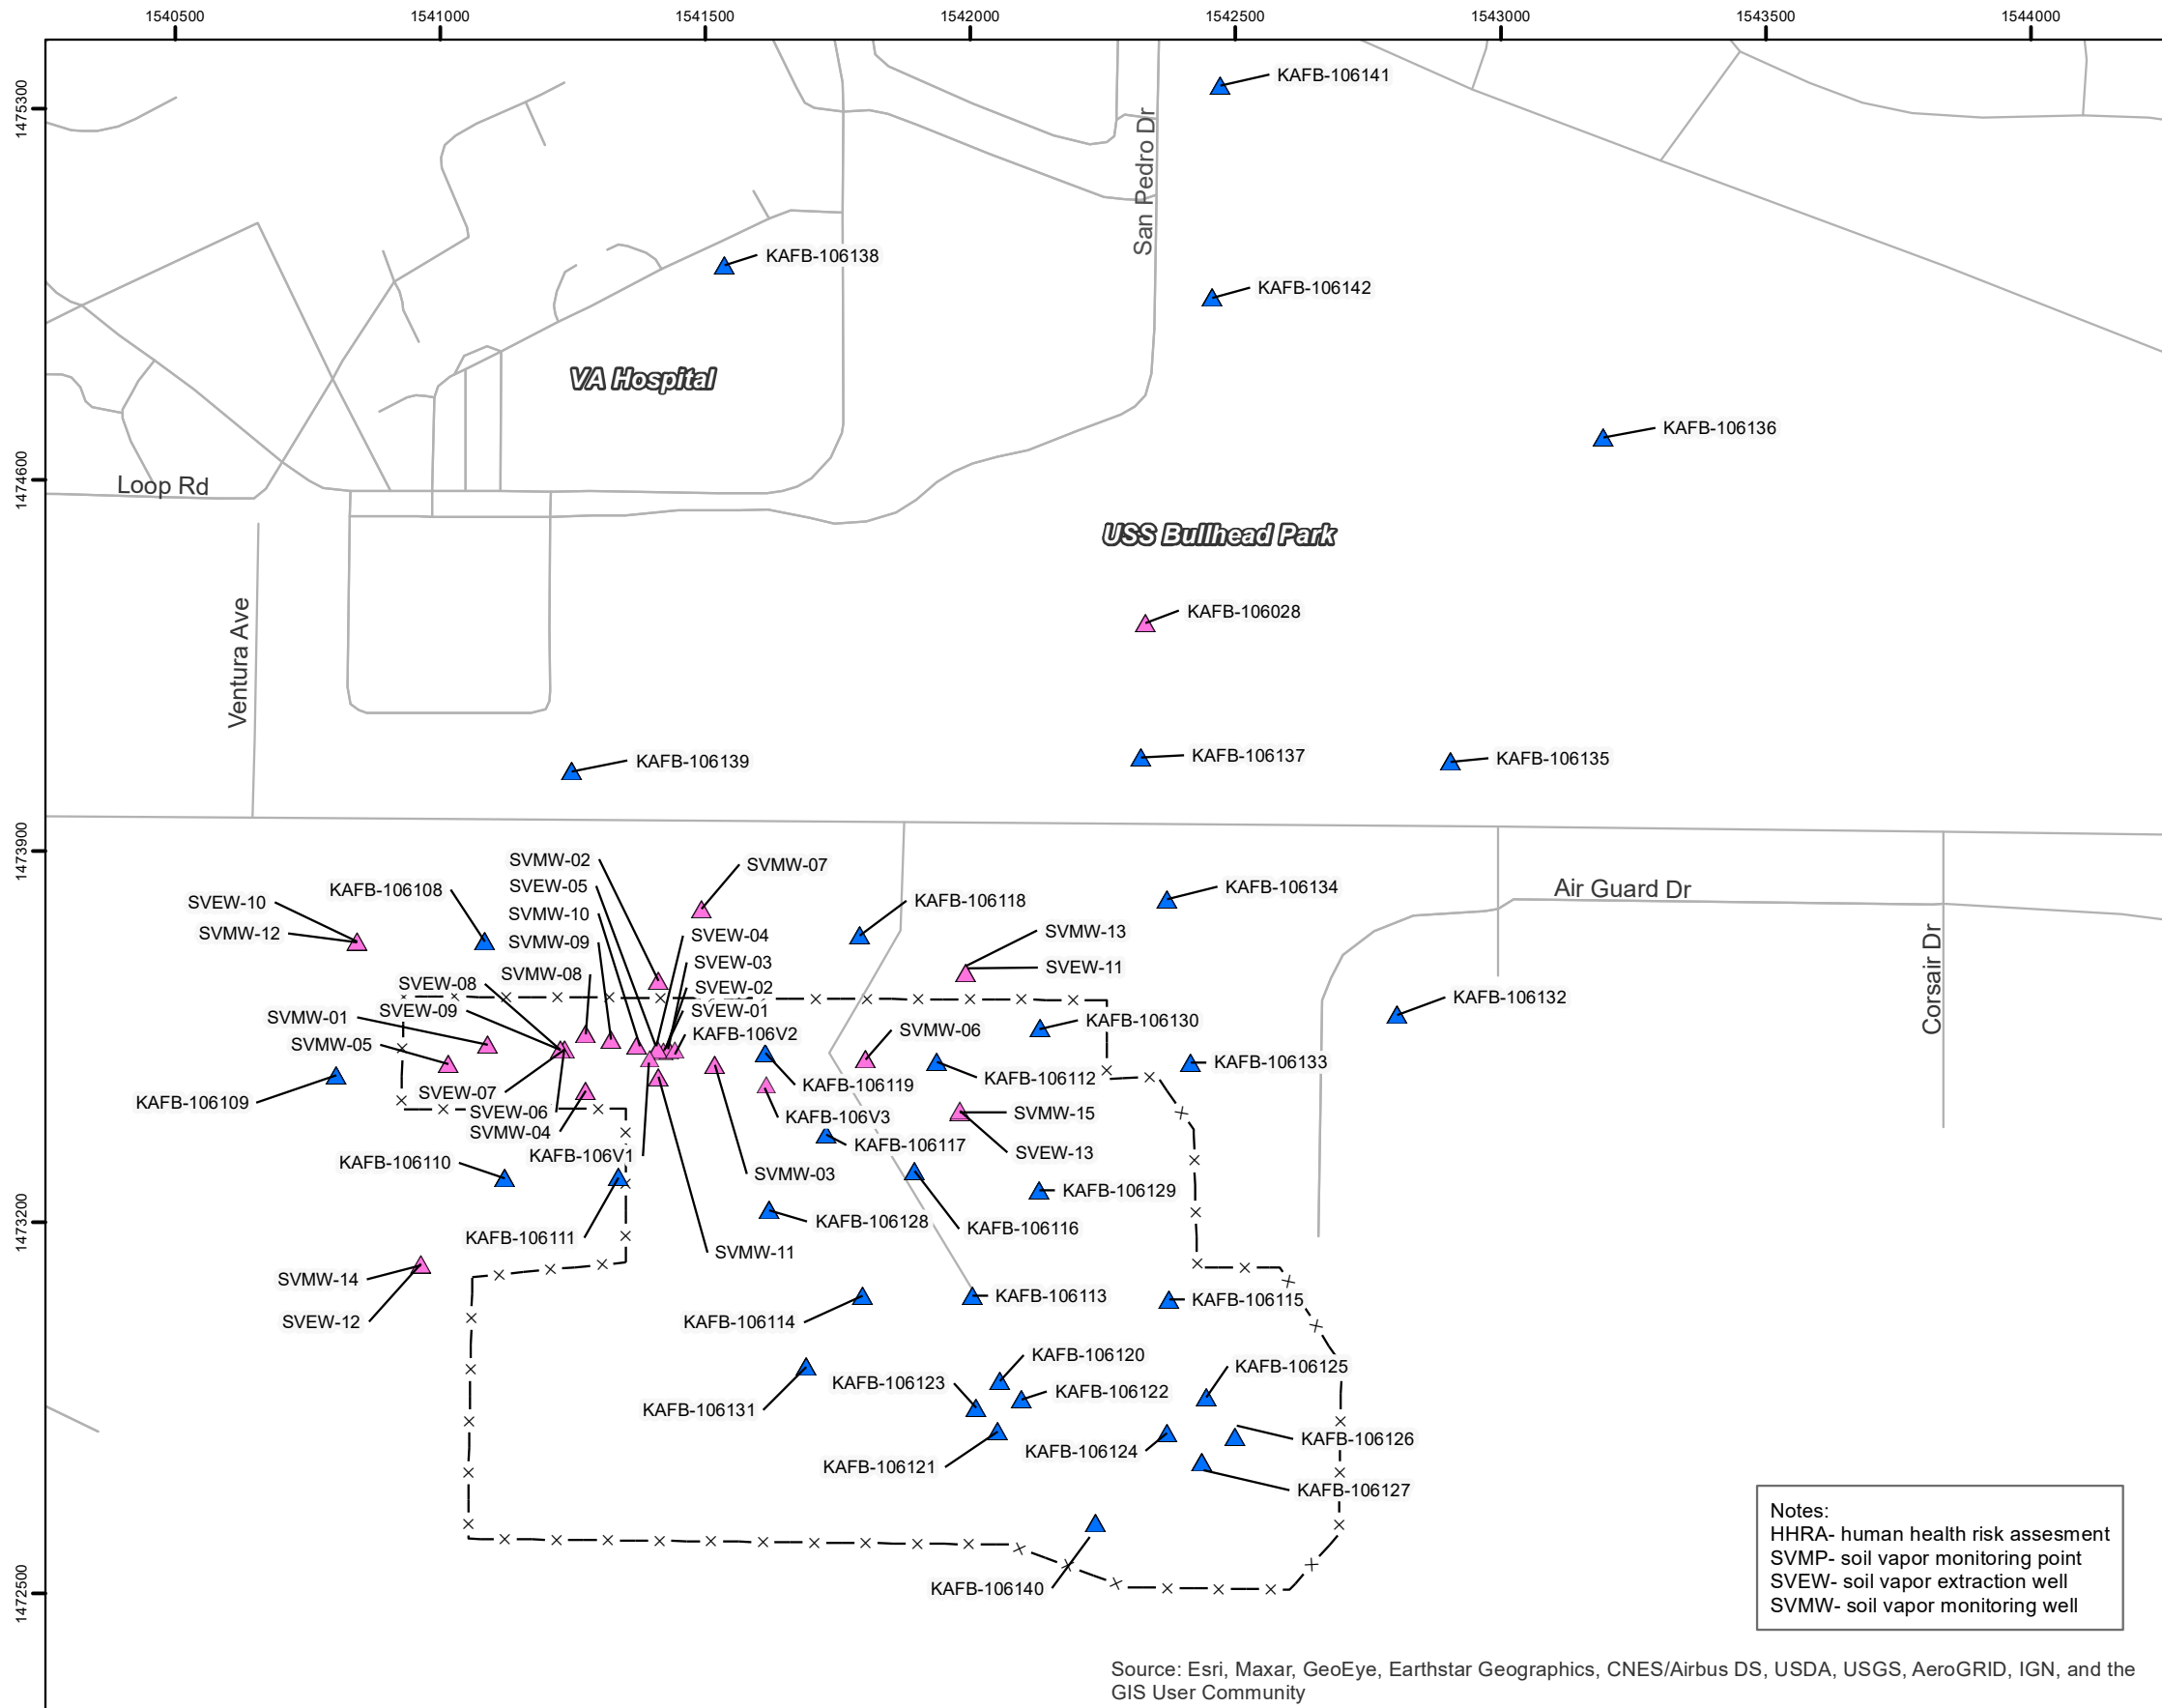 1540500
1541000
1541500
1542000
1542500
1543000
1543500
1544000
1475300
1474600
1473900
1473200
1472500
KAFB-106141
San Pedro Dr
KAFB-106138
KAFB-106142
VA Hospital
KAFB-106136
Loop Rd
USS Bullhead Park
KAFB-106028
Ventura Ave
KAFB-106139
KAFB-106137
KAFB-106135
SVMW-02
SVMW-07
SVEW-05
KAFB-106108
KAFB-106134
Air Guard Dr
SVEW-10
KAFB-106118
SVMW-10
SVMW-12
SVEW-04
SVMW-13
SVMW-09
SVEW-03
SVEW-11
SVMW-08
Corsair Dr
SVEW-08
SVEW-02
KAFB-106132
SVEW-09
SVEW-01
SVMW-01
KAFB-106130
KAFB-106V2
SVMW-06
SVMW-05
KAFB-106133
KAFB-106112
KAFB-106119
SVEW-07
KAFB-106109
SVEW-06
SVMW-15
KAFB-106V3
SVMW-04
KAFB-106117
SVEW-13
KAFB-106V1
KAFB-106110
SVMW-03
KAFB-106129
KAFB-106128
KAFB-106116
KAFB-106111
SVMW-11
SVMW-14
KAFB-106113
KAFB-106115
SVEW-12
KAFB-106114
KAFB-106120
KAFB-106125
KAFB-106123
KAFB-106122
KAFB-106131
KAFB-106126
KAFB-106124
KAFB-106121
KAFB-106127
KAFB-106140
Notes:
HHRA- human health risk assesment
SVMP- soil vapor monitoring point
SVEW- soil vapor extraction well
SVMW- soil vapor monitoring well
Source: Esri, Maxar, GeoEye, Earthstar Geographics, CNES/Airbus DS, USDA, USGS, AeroGRID, IGN, and the
GIS User Community